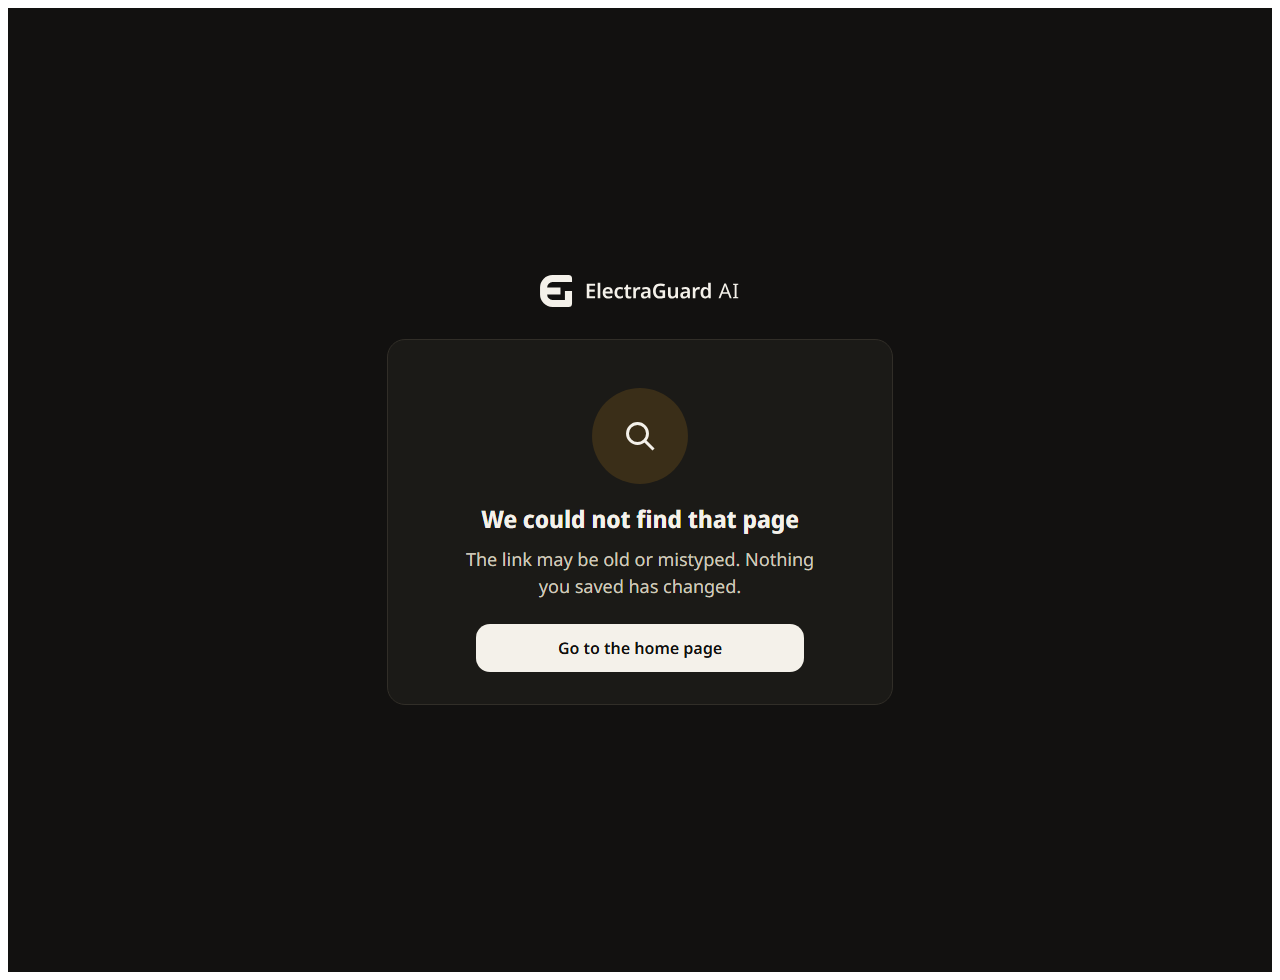 ElectraGuard AI
We could not find that page
The link may be old or mistyped. Nothing
you saved has changed.
Go to the home page